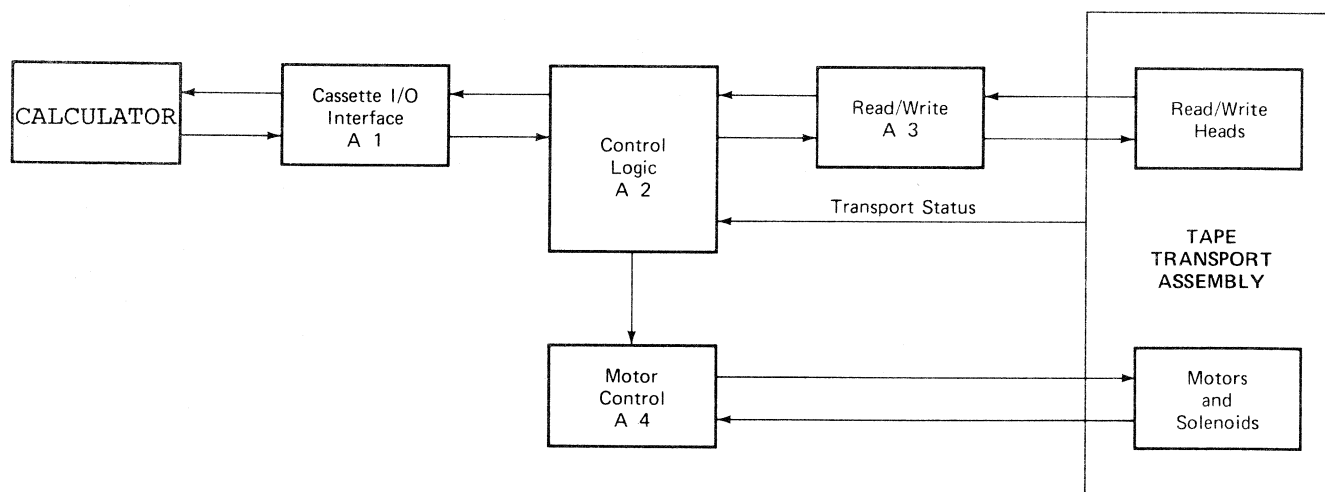 CALCULATOR
Cassette I/O
Interface
A 1
Control
Logic
A 2
Read/Write
A 3
Read/Write
Heads
Transport Status
TAPE
TRANSPORT
ASSEMBLY
Motor
Control
A 4
Motors
and
Solenoids